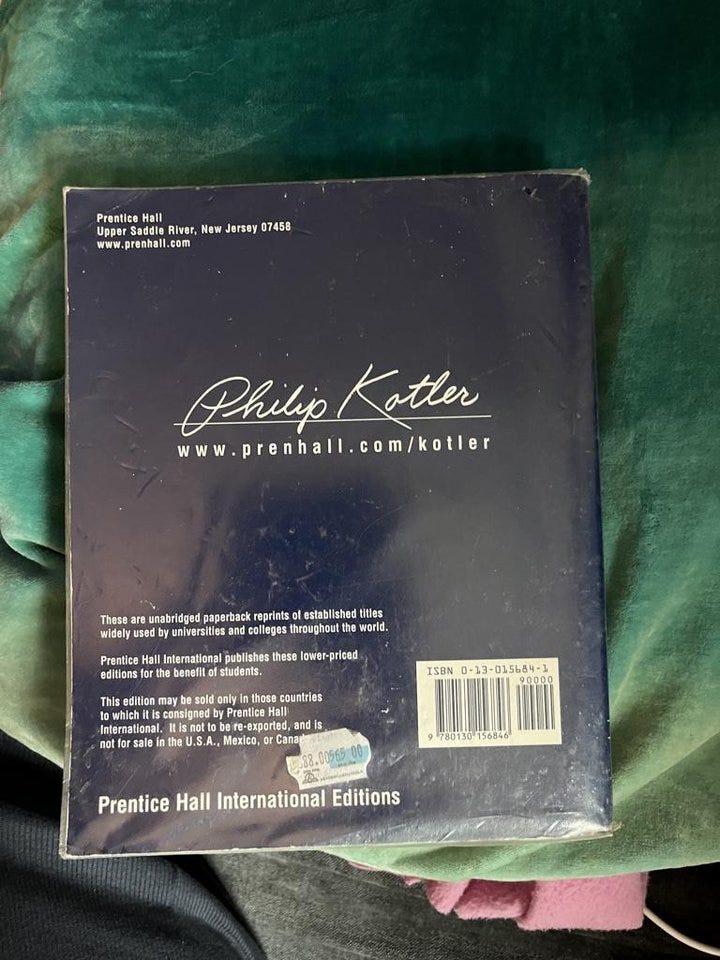 Prentice Hall
Upper Saddle River, New Jersey 07458
www.prenhall.com
Philip Kotler
www.prenhall.com/kotler
These are unabridged paperback reprints of established titles
widely used by universities and colleges throughout the world.
Prentice Hall International publishes these lower-priced
editions for the benefit of students.
This edition may be sold only in those countries
to which it is consigned by Prentice Hall
International. It is not to be re-exported, and is
not for sale in the U.S.A., Mexico, or
Prentice Hall International Editions
ISBN 0-13-015684-1
90000
9 780130 156846